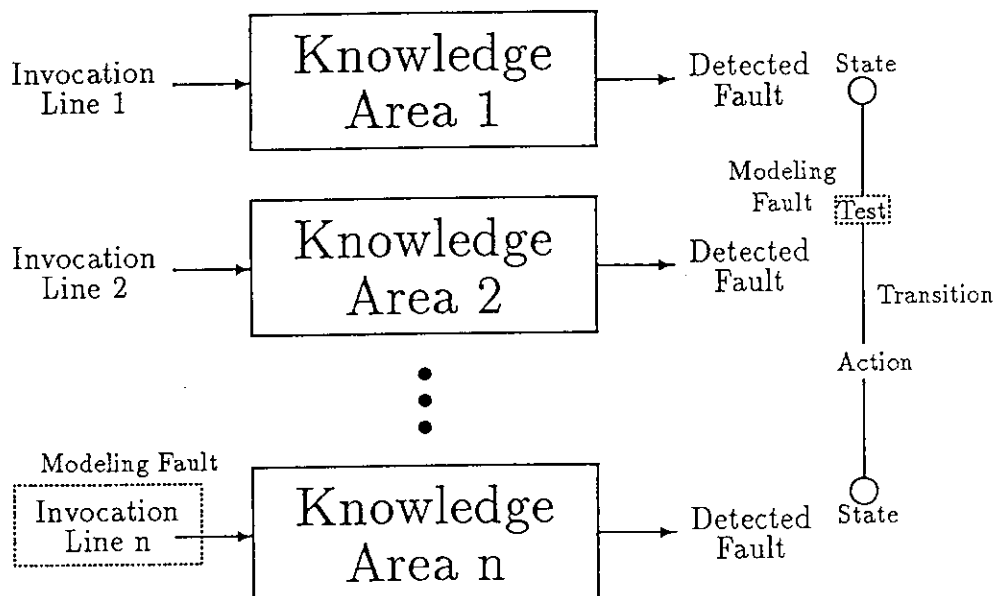 Invocation
Line 1
Knowledge
Area 1
Detected
Fault
State
Modeling
Fault
Test
Invocation
Line 2
Knowledge
Area 2
Detected
Fault
Transition
Action
Modeling Fault
Invocation
Line n
Knowledge
Area n
Detected
Fault
State